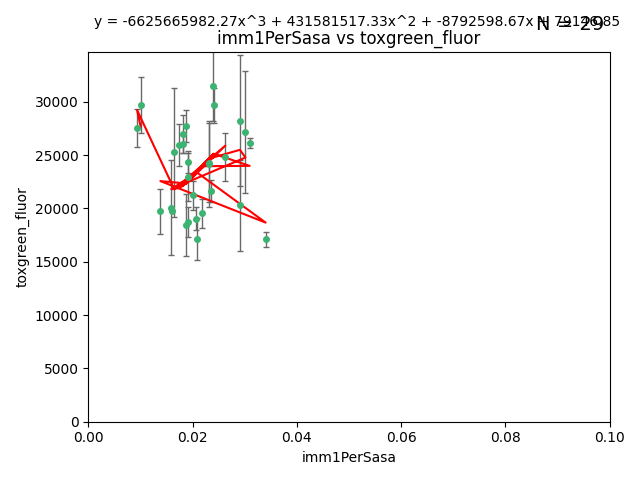 y = -6625665982.27x^3 + 431581517.33x^2 + -8792598.67x + 79146.85
N = 29
imm1PerSasa vs toxgreen_fluor
30000
25000
20000
15000
10000
5000
0
toxgreen_fluor
0.00 0.02 0.04 0.06 0.08 0.10
imm1PerSasa